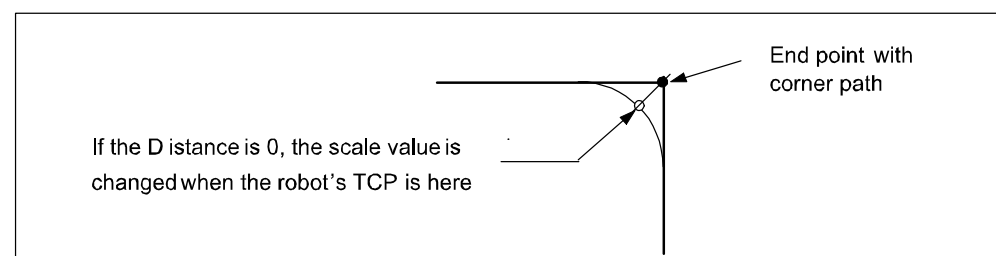 End point with
corner path
If the D istance is 0, the scale value is
changed when the robot's TCP is here